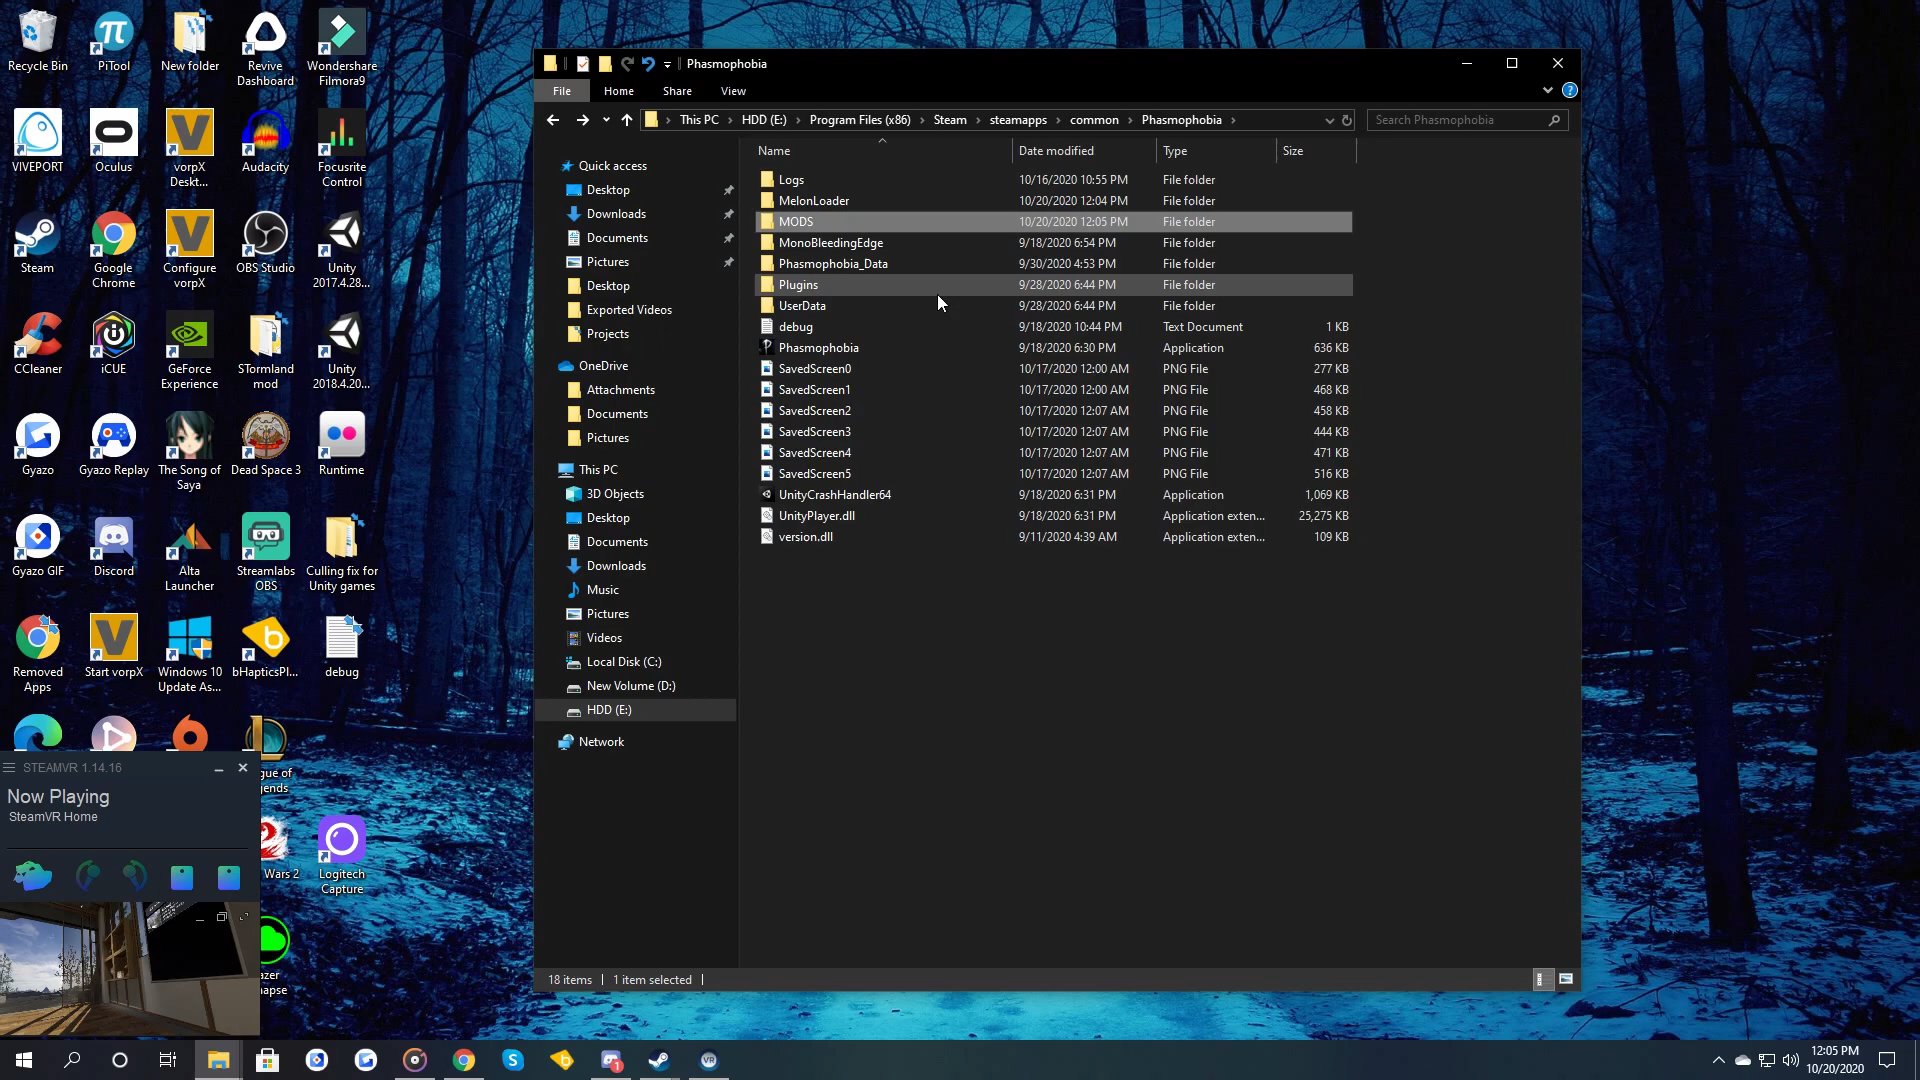 Recycle Bin
PiTool
New folder
Revive
Dashboard
Wondershare
Filmora9
VIVEPORT
Oculus
vorpX
Deskt...
Audacity
Focusrite
Control
Steam
Google
Chrome
Configure
vorpX
OBS Studio
Unity
2017.4.28...
CCleaner
iCUE
GeForce
Experience
STormland
mod
Unity
2018.4.20...
Gyazo
Gyazo Replay
The Song of
Saya
Dead Space 3
Runtime
Gyazo GIF
Discord
Alta
Launcher
Streamlabs
OBS
Culling fix for
Unity games
Removed
Apps
Start vorpX
Windows 10
Update As...
bHapticsPl...
debug
gue of
jends
Wars 2
Logitech
Capture
azer
napse
STEAMVR 1.14.16
Now Playing
SteamVR Home
Phasmophobia
File
Home
Share
View
This PC
HDD (E:)
Program Files (x86)
Steam
steamapps
common
Phasmophobia
Search Phasmophobia
Quick access
Desktop
Downloads
Documents
Pictures
Desktop
Exported Videos
Projects
OneDrive
Attachments
Documents
Pictures
This PC
3D Objects
Desktop
Documents
Downloads
Music
Pictures
Videos
Local Disk (C:)
New Volume (D:)
HDD (E:)
Network
Name Date modified Type Size
Logs 10/16/2020 10:55 PM File folder
MelonLoader 10/20/2020 12:04 PM File folder
MODS 10/20/2020 12:05 PM File folder
MonoBleedingEdge 9/18/2020 6:54 PM File folder
Phasmophobia_Data 9/30/2020 4:53 PM File folder
Plugins 9/28/2020 6:44 PM File folder
UserData 9/28/2020 6:44 PM File folder
debug 9/18/2020 10:44 PM Text Document 1 KB
Phasmophobia 9/18/2020 6:30 PM Application 636 KB
SavedScreen0 10/17/2020 12:00 AM PNG File 277 KB
SavedScreen1 10/17/2020 12:00 AM PNG File 468 KB
SavedScreen2 10/17/2020 12:07 AM PNG File 458 KB
SavedScreen3 10/17/2020 12:07 AM PNG File 444 KB
SavedScreen4 10/17/2020 12:07 AM PNG File 471 KB
SavedScreen5 10/17/2020 12:07 AM PNG File 516 KB
UnityCrashHandler64 9/18/2020 6:31 PM Application 1,069 KB
UnityPlayer.dll 9/18/2020 6:31 PM Application exten... 25,275 KB
version.dll 9/11/2020 4:39 AM Application exten... 109 KB
18 items
1 item selected
12:05 PM
10/20/2020